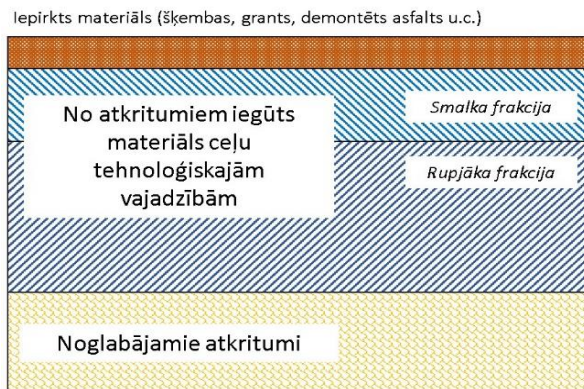 Iepirkts materiāls (šķembas, grants, demontēts asfalts u.c.)
No atkritumiem iegūts
materiāls ceļu
tehnoloģiskajām
vajadzībām
Smalka frakcija
Rupjāka frakcija
Noglabājamie atkritumi